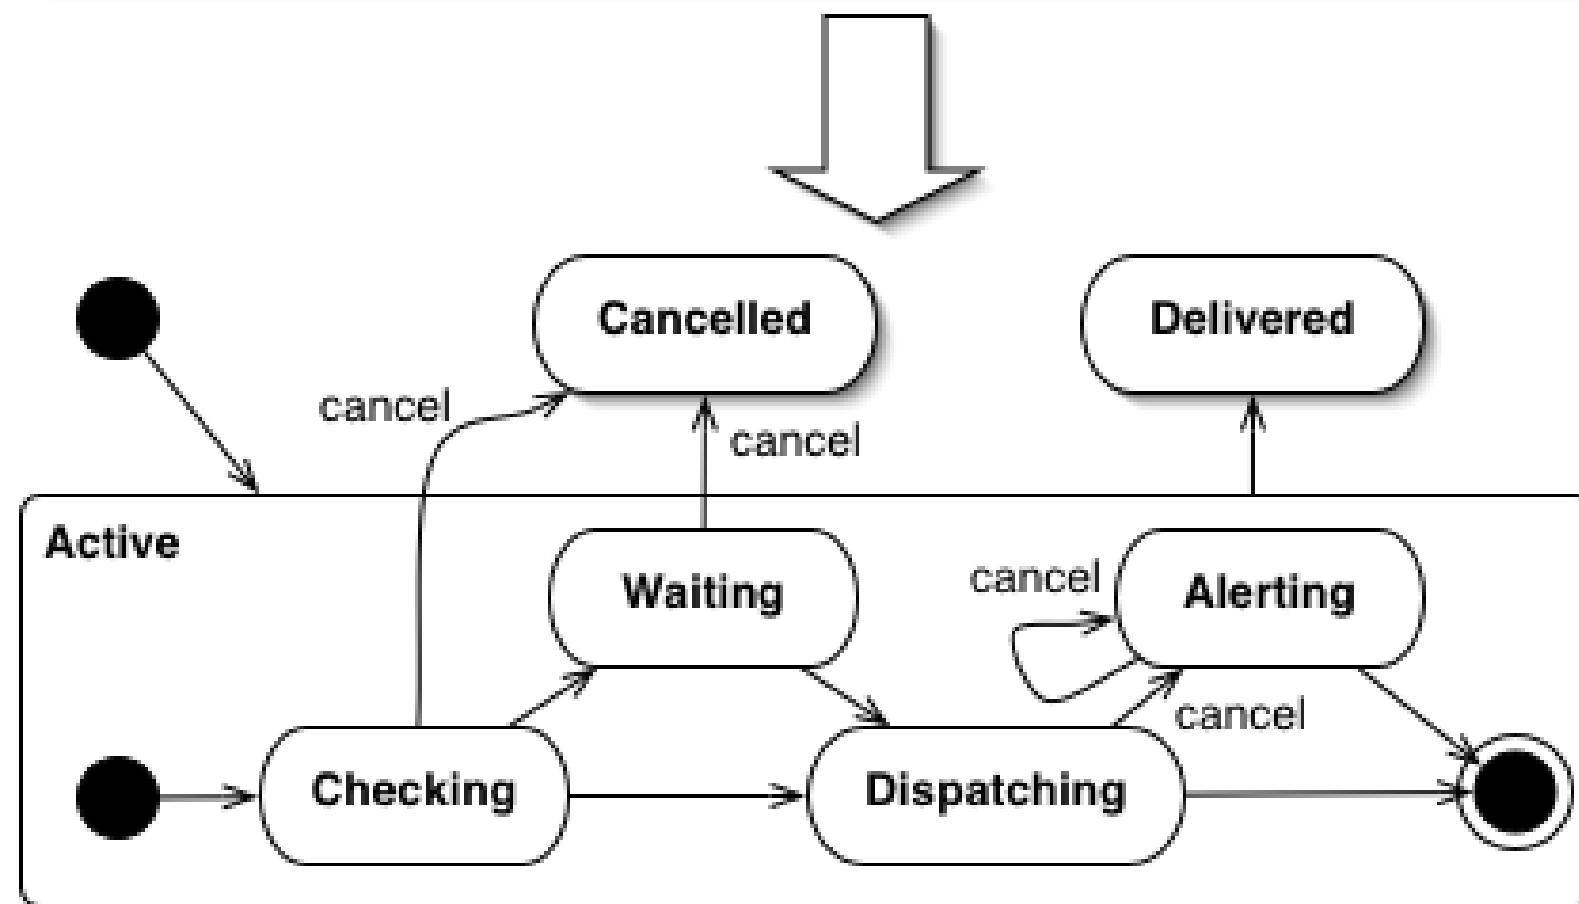 Cancelled
Delivered
cancel
cancel
Active
Waiting
cancel
Alerting
cancel
Checking
Dispatching